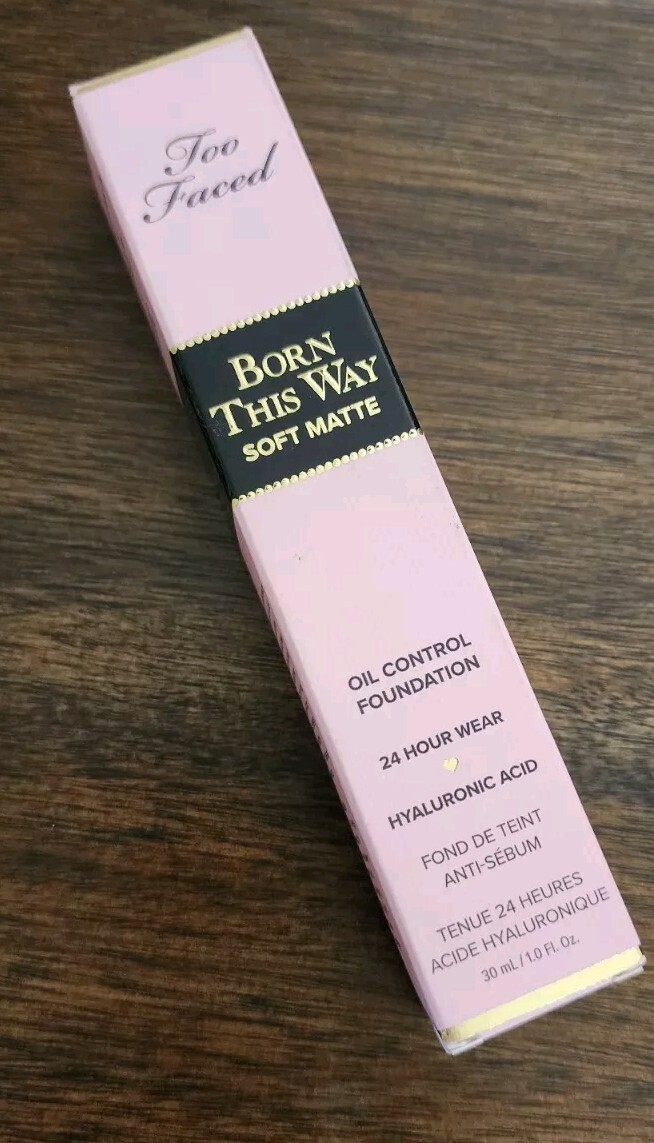 Too
Faced
BORN
THIS WAY
SOFT MATTE
OIL CONTROL
FOUNDATION
24 HOUR WEAR
HYALURONIC ACID
FOND DE TEINT
ANTI-SÉBUM
TENUE 24 HEURES
ACIDE HYALURONIQUE
30 mL / 1.0 Fl. Oz.